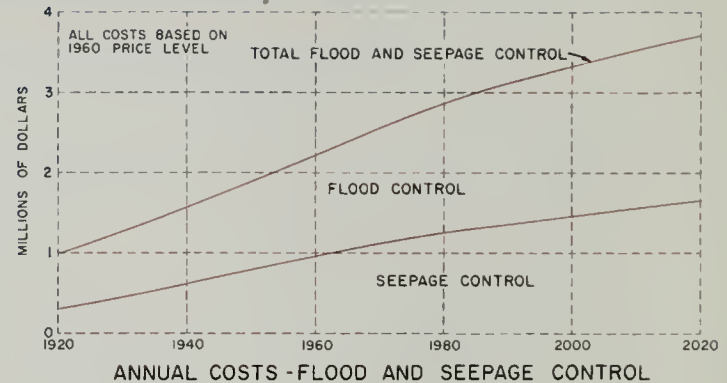 4
ALL COSTS BASED ON
1960 PRICE LEVEL
TOTAL FLOOD AND SEEPAGE CONTROL
3
MILLIONS OF DOLLARS
2
FLOOD CONTROL
1
SEEPAGE CONTROL
0
1920 1940 1960 1980 2000 2020
ANNUAL COSTS - FLOOD AND SEEPAGE CONTROL